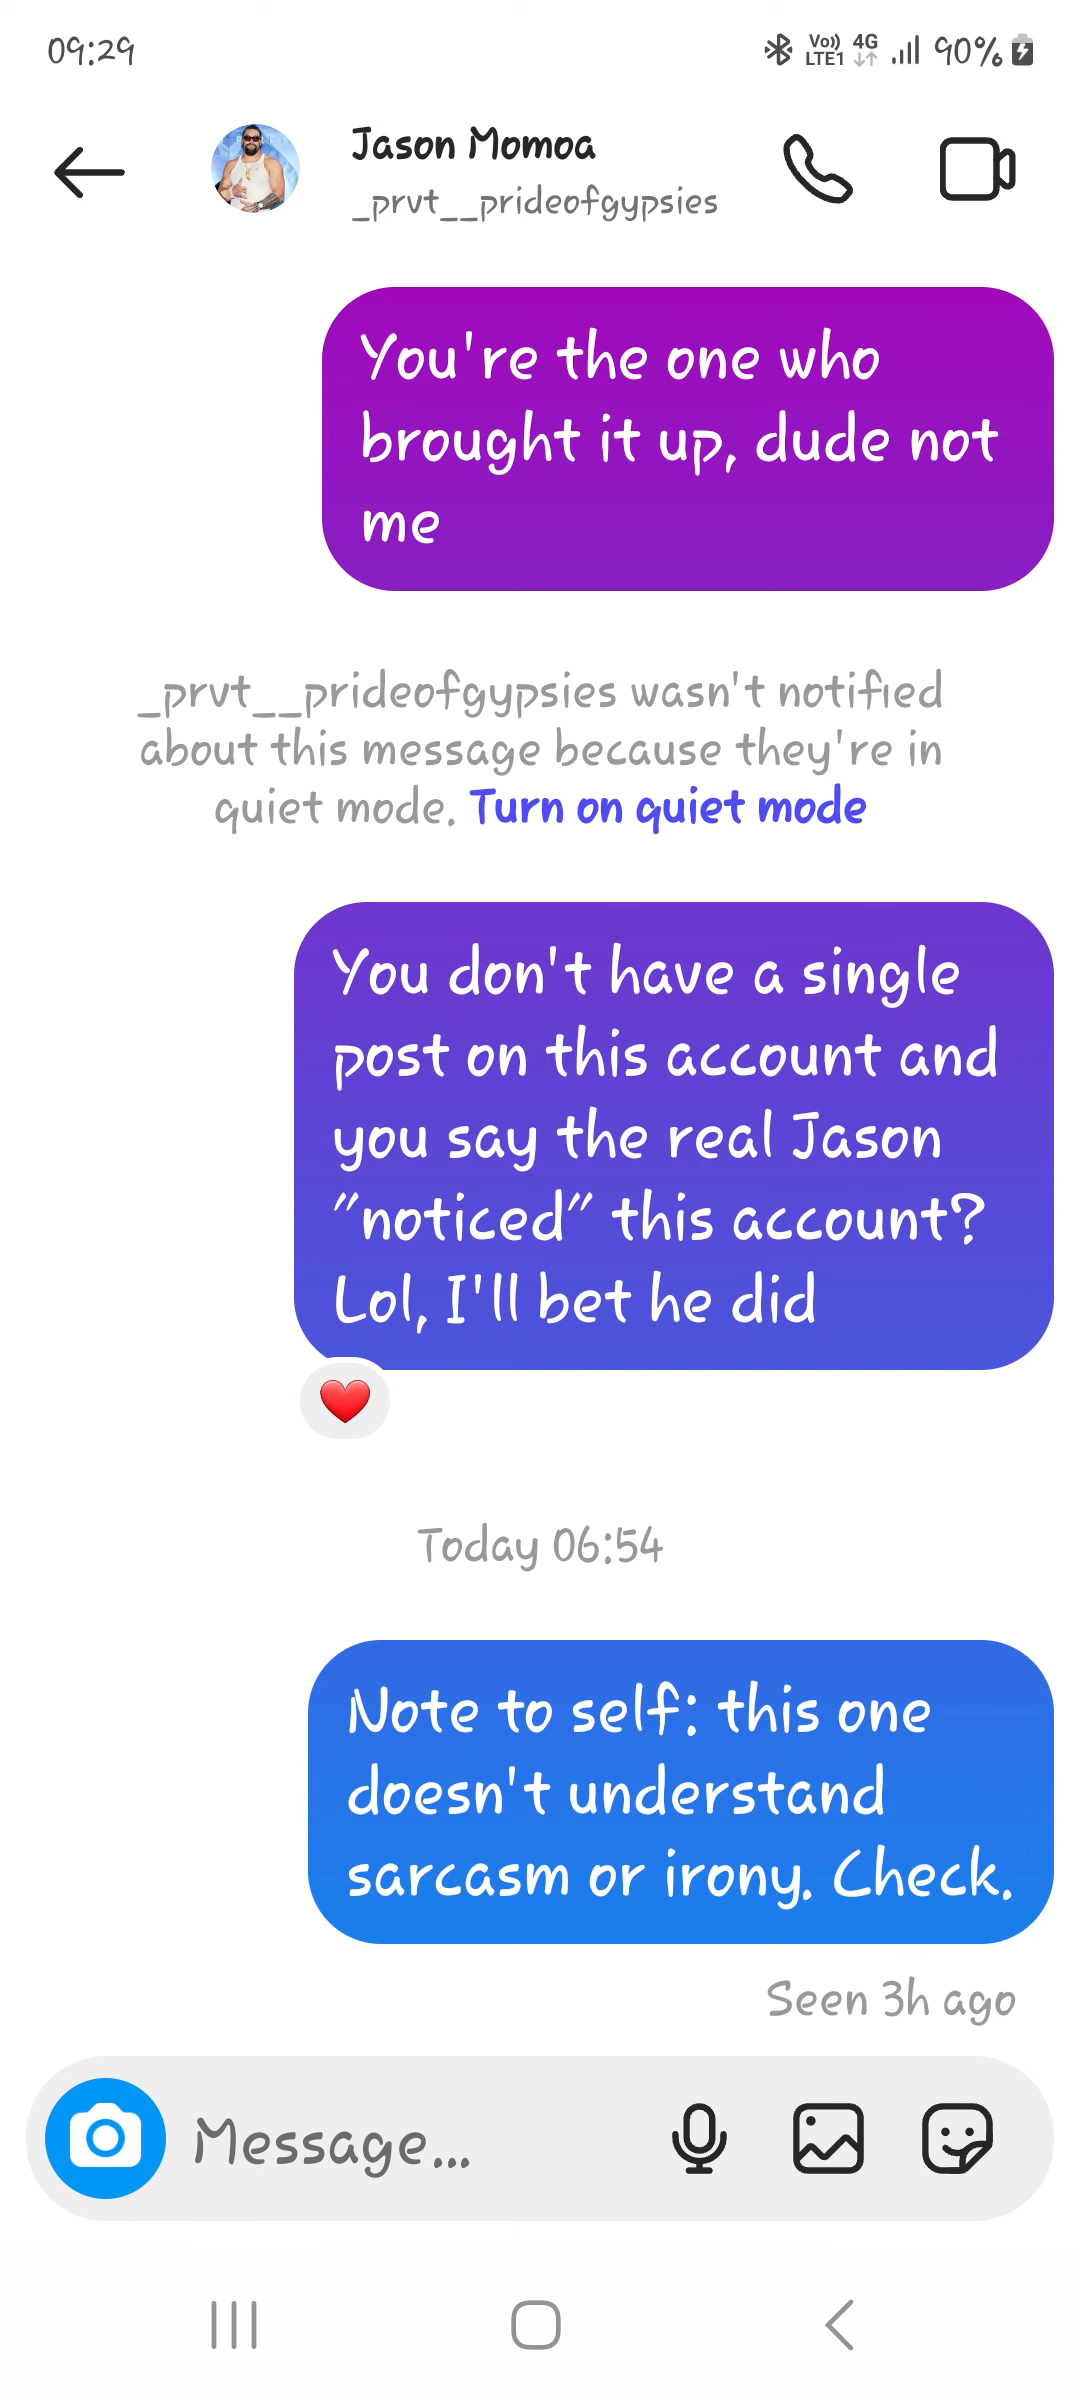 09:29
Vo)) LTE1 4G 90%
Jason Momoa
_prvt__prideofgypsies
You're the one who
brought it up, dude not
me
_prvt__prideofgypsies wasn't notified
about this message because they're in
quiet mode. Turn on quiet mode
You don't have a single
post on this account and
you say the real Jason
"noticed" this account?
Lol, I'll bet he did
Today 06:54
Note to self: this one
doesn't understand
sarcasm or irony. Check.
Seen 3h ago
Message...